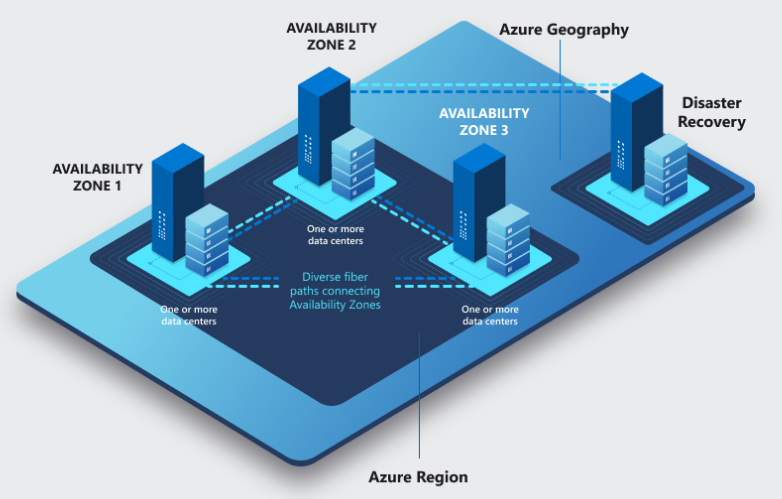 AVAILABILITY
ZONE 2
Azure Geography
AVAILABILITY
ZONE 3
Disaster
Recovery
AVAILABILITY
ZONE 1
One or more
data centers
Diverse fiber
paths connecting
Availability Zones
One or more
data centers
One or more
data centers
Azure Region